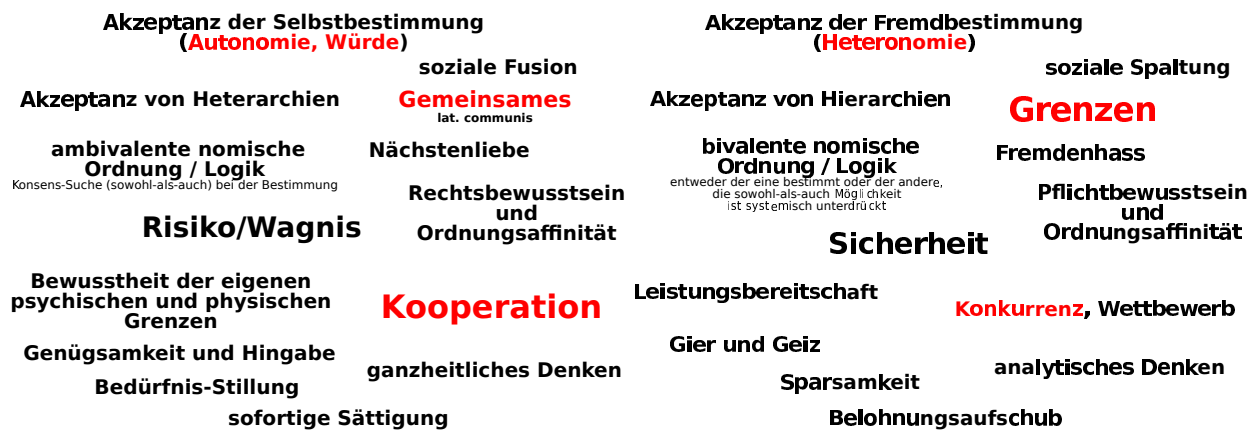 Akzeptanz der Selbstbestimmung
(Autonomie, Würde)
soziale Fusion
Akzeptanz von Heterarchien
Gemeinsames
lat. communis
ambivalente nomische
Ordnung / Logik
Konsens-Suche (sowohl-als-auch) bei der Bestimmung
Nächstenliebe
Rechtsbewusstsein
und
Ordnungsaffinität
Risiko/Wagnis
Bewusstheit der eigenen
psychischen und physischen
Grenzen
Kooperation
Genügsamkeit und Hingabe
ganzheitliches Denken
Bedürfnis-Stillung
sofortige Sättigung
Akzeptanz der Fremdbestimmung
(Heteronomie)
soziale Spaltung
Akzeptanz von Hierarchien
Grenzen
bivalente nomische
Ordnung / Logik
entweder der eine bestimmt oder der andere,
die sowohl-als-auch Möglichkeit
ist systemisch unterdrückt
Fremdenhass
Pflichtbewusstsein
und
Ordnungsaffinität
Sicherheit
Leistungsbereitschaft
Konkurrenz, Wettbewerb
Gier und Geiz
analytisches Denken
Sparsamkeit
Belohnungsaufschub